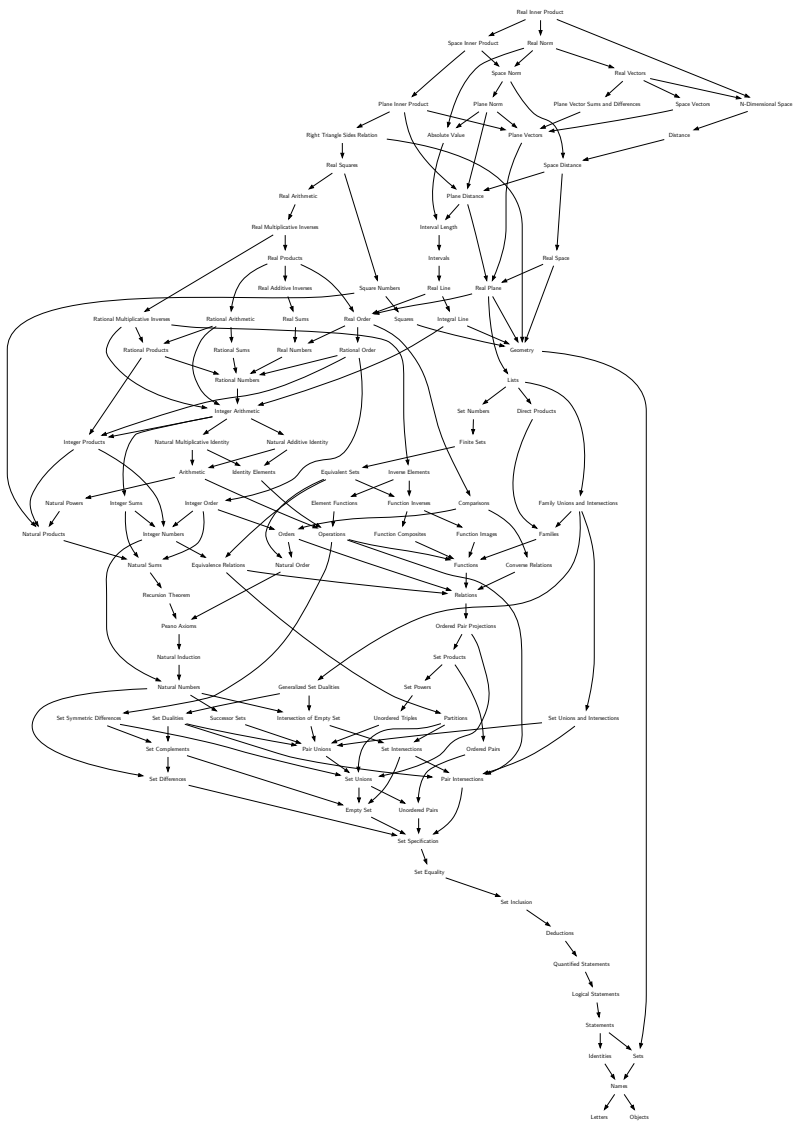 Real Inner Product
Space Inner Product
Real Norm
Space Norm
Real Vectors
Plane Inner Product
Plane Norm
Plane Vector Sums and Differences
Space Vectors
N-Dimensional Space
Right Triangle Sides Relation
Absolute Value
Plane Vectors
Distance
Real Squares
Space Distance
Real Arithmetic
Plane Distance
Real Multiplicative Inverses
Interval Length
Real Products
Intervals
Real Space
Real Additive Inverses
Square Numbers
Real Line
Real Plane
Rational Multiplicative Inverses
Rational Arithmetic
Real Sums
Real Order
Squares
Integral Line
Rational Products
Rational Sums
Real Numbers
Rational Order
Geometry
Rational Numbers
Lists
Integer Arithmetic
Set Numbers
Direct Products
Integer Products
Natural Multiplicative Identity
Natural Additive Identity
Finite Sets
Arithmetic
Identity Elements
Equivalent Sets
Inverse Elements
Natural Powers
Integer Sums
Integer Order
Element Functions
Function Inverses
Comparisons
Family Unions and Intersections
Natural Products
Integer Numbers
Orders
Operations
Function Composites
Function Images
Families
Natural Sums
Equivalence Relations
Natural Order
Functions
Converse Relations
Recursion Theorem
Relations
Peano Axioms
Ordered Pair Projections
Natural Induction
Set Products
Natural Numbers
Generalized Set Dualities
Set Powers
Set Symmetric Differences
Set Dualities
Successor Sets
Intersection of Empty Set
Unordered Triples
Partitions
Set Unions and Intersections
Set Complements
Pair Unions
Set Intersections
Ordered Pairs
Set Differences
Set Unions
Pair Intersections
Empty Set
Unordered Pairs
Set Specification
Set Equality
Set Inclusion
Deductions
Quantified Statements
Logical Statements
Statements
Identities
Sets
Names
Letters
Objects